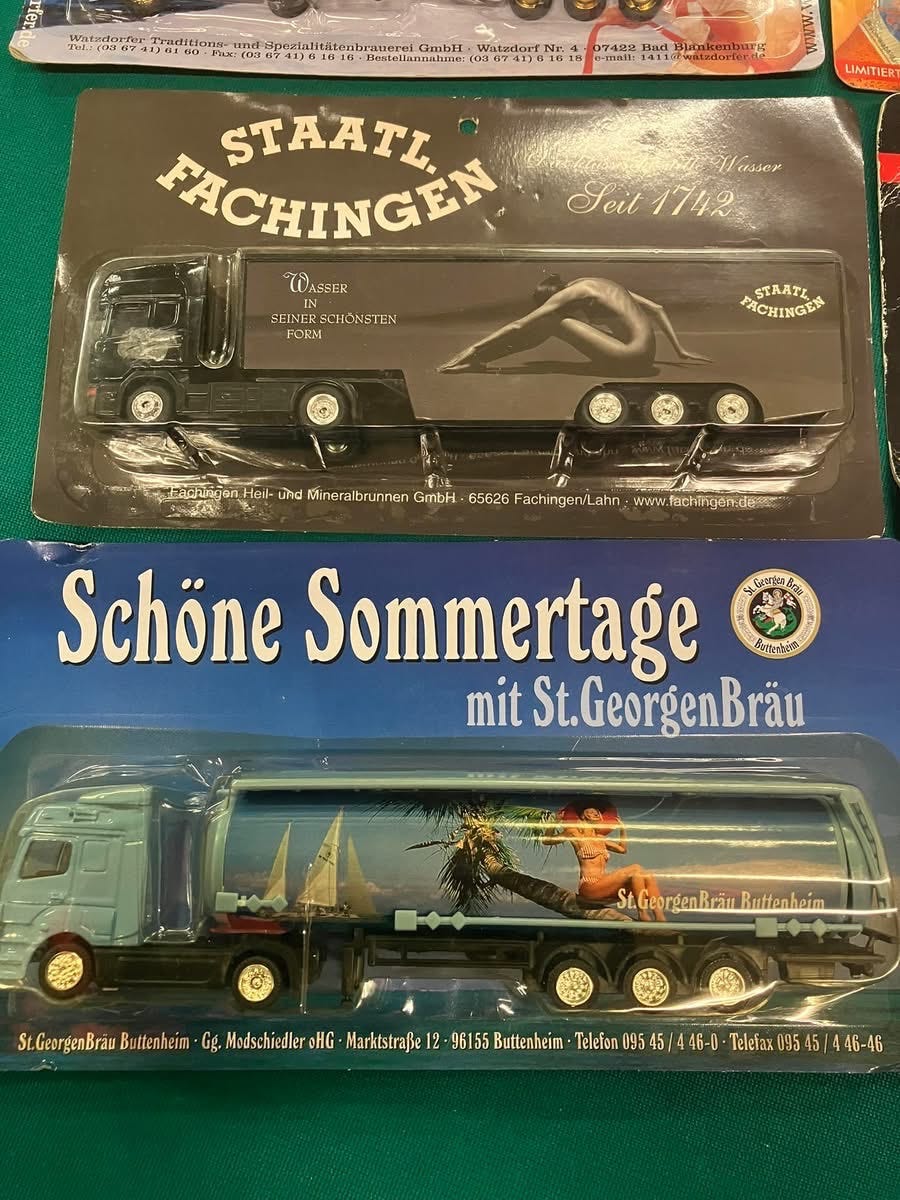 rfer.de
Watzdorfer Traditions- und Spezialitätenbrauerei GmbH · Watzdorf Nr. 4 · 07422 Bad Blankenburg
Tel.: (03 67 41) 61 60 · Fax: (03 67 41) 6 16 16 · Bestellannahme: (03 67 41) 6 16 18 · e-mail: 1411@watzdorfer.de
LIMITIERT
STAATL.
FACHINGEN
Wasser
Seit 1742
WASSER
IN
SEINER SCHÖNSTEN
FORM
STAATL.
FACHINGEN
Fachingen Heil- und Mineralbrunnen GmbH · 65626 Fachingen/Lahn · www.fachingen.de
Schöne Sommertage
mit St.GeorgenBräu
St. Georgen Bräu
Buttenheim
St.GeorgenBräu Buttenheim
St.GeorgenBräu Buttenheim · Gg. Modschiedler oHG · Marktstraße 12 · 96155 Buttenheim · Telefon 095 45 / 4 46-0 · Telefax 095 45 / 4 46-46